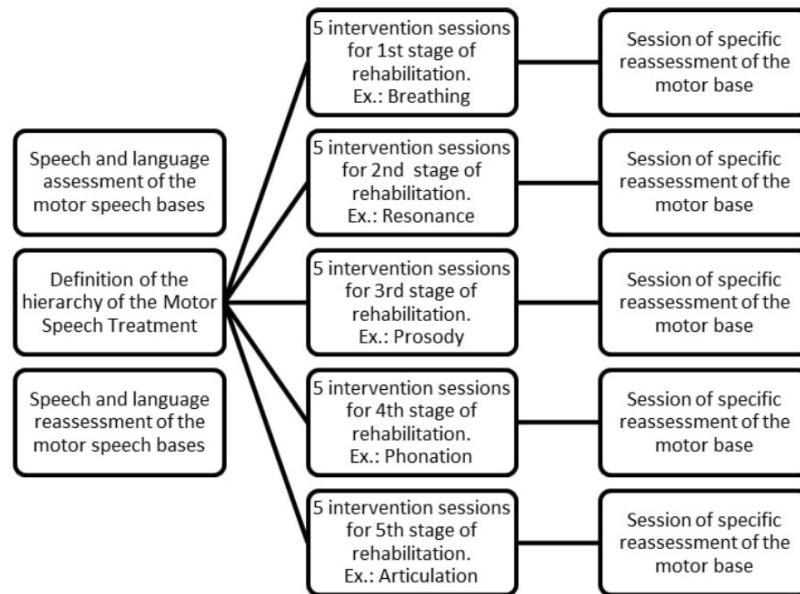 Speech and language
assessment of the
motor speech bases
Definition of the
hierarchy of the Motor
Speech Treatment
Speech and language
reassessment of the
motor speech bases
5 intervention sessions
for 1st stage of
rehabilitation.
Ex.: Breathing
Session of specific
reassessment of the
motor base
5 intervention sessions
for 2nd stage of
rehabilitation.
Ex.: Resonance
Session of specific
reassessment of the
motor base
5 intervention sessions
for 3rd stage of
rehabilitation.
Ex.: Prosody
Session of specific
reassessment of the
motor base
5 intervention sessions
for 4th stage of
rehabilitation.
Ex.: Phonation
Session of specific
reassessment of the
motor base
5 intervention sessions
for 5th stage of
rehabilitation.
Ex.: Articulation
Session of specific
reassessment of the
motor base